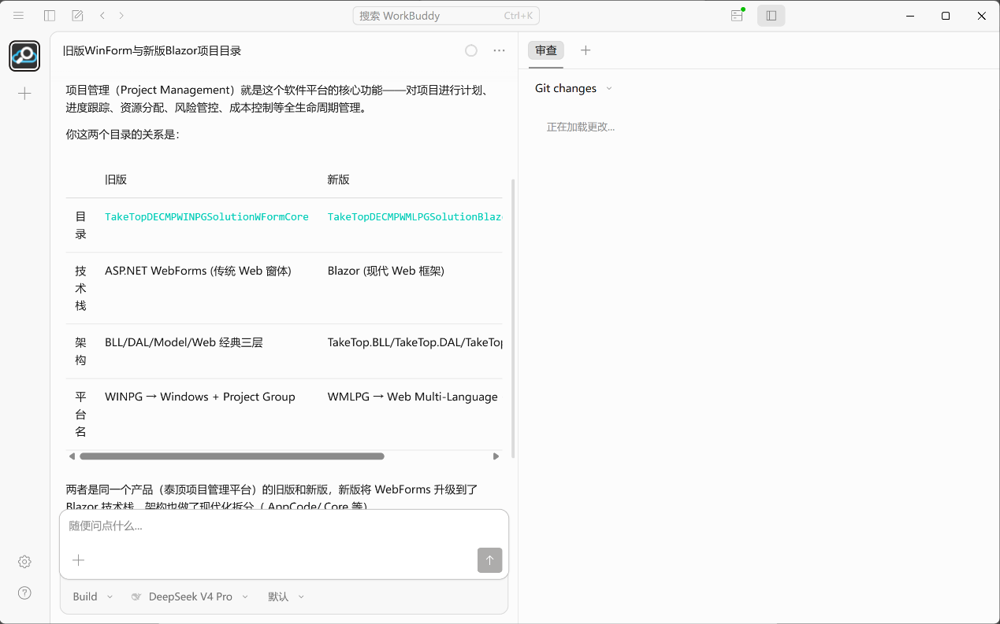 搜索 WorkBuddy Ctrl+K
旧版WinForm与新版Blazor项目目录
审查
Git changes
正在加载更改...
项目管理（Project Management）就是这个软件平台的核心功能——对项目进行计划、
进度跟踪、资源分配、风险管控、成本控制等全生命周期管理。
你这两个目录的关系是：
旧版 新版
目录 TakeTopDECMPWINPGSolutionWFormCore TakeTopDECMPWMLPGSolutionBlaz
技术栈 ASP.NET WebForms (传统 Web 窗体) Blazor (现代 Web 框架)
架构 BLL/DAL/Model/Web 经典三层 TakeTop.BLL/TakeTop.DAL/TakeTop
平台名 WINPG → Windows + Project Group WMLPG → Web Multi-Language
两者是同一个产品（泰顶项目管理平台）的旧版和新版，新版将 WebForms 升级到了
Blazor 技术栈，架构也做了现代化拆分（ AppCode/ Core 等）
随便问点什么...
Build DeepSeek V4 Pro 默认